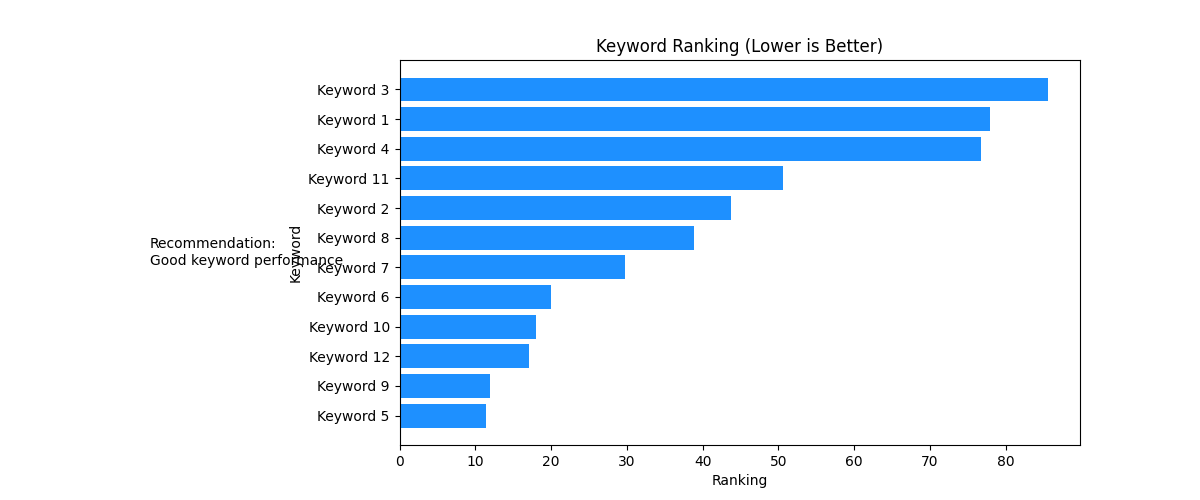 Keyword Ranking (Lower is Better)
Keyword 3
Keyword 1
Keyword 4
Keyword 11
Keyword 2
Keyword 8
Keyword 7
Keyword 6
Keyword 10
Keyword 12
Keyword 9
Keyword 5
Keyword
Recommendation:
Good keyword performance
0 10 20 30 40 50 60 70 80
Ranking